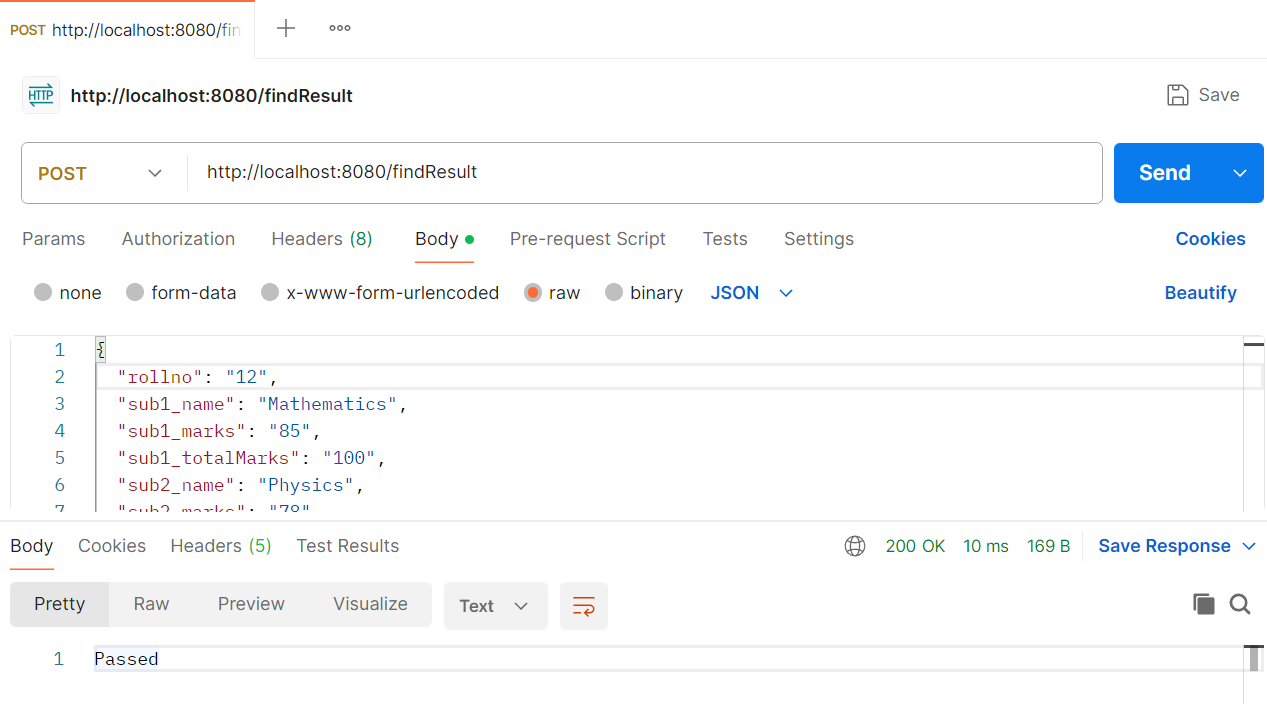 POST http://localhost:8080/fin
http://localhost:8080/findResult Save
POST http://localhost:8080/findResult Send
Params Authorization Headers (8) Body Pre-request Script Tests Settings Cookies
none form-data x-www-form-urlencoded raw binary JSON Beautify
1 {
2 "rollno": "12",
3 "sub1_name": "Mathematics",
4 "sub1_marks": "85",
5 "sub1_totalMarks": "100",
6 "sub2_name": "Physics",
7 "sub2_marks": "78"
Body Cookies Headers (5) Test Results 200 OK 10 ms 169 B Save Response
Pretty Raw Preview Visualize Text
1 Passed